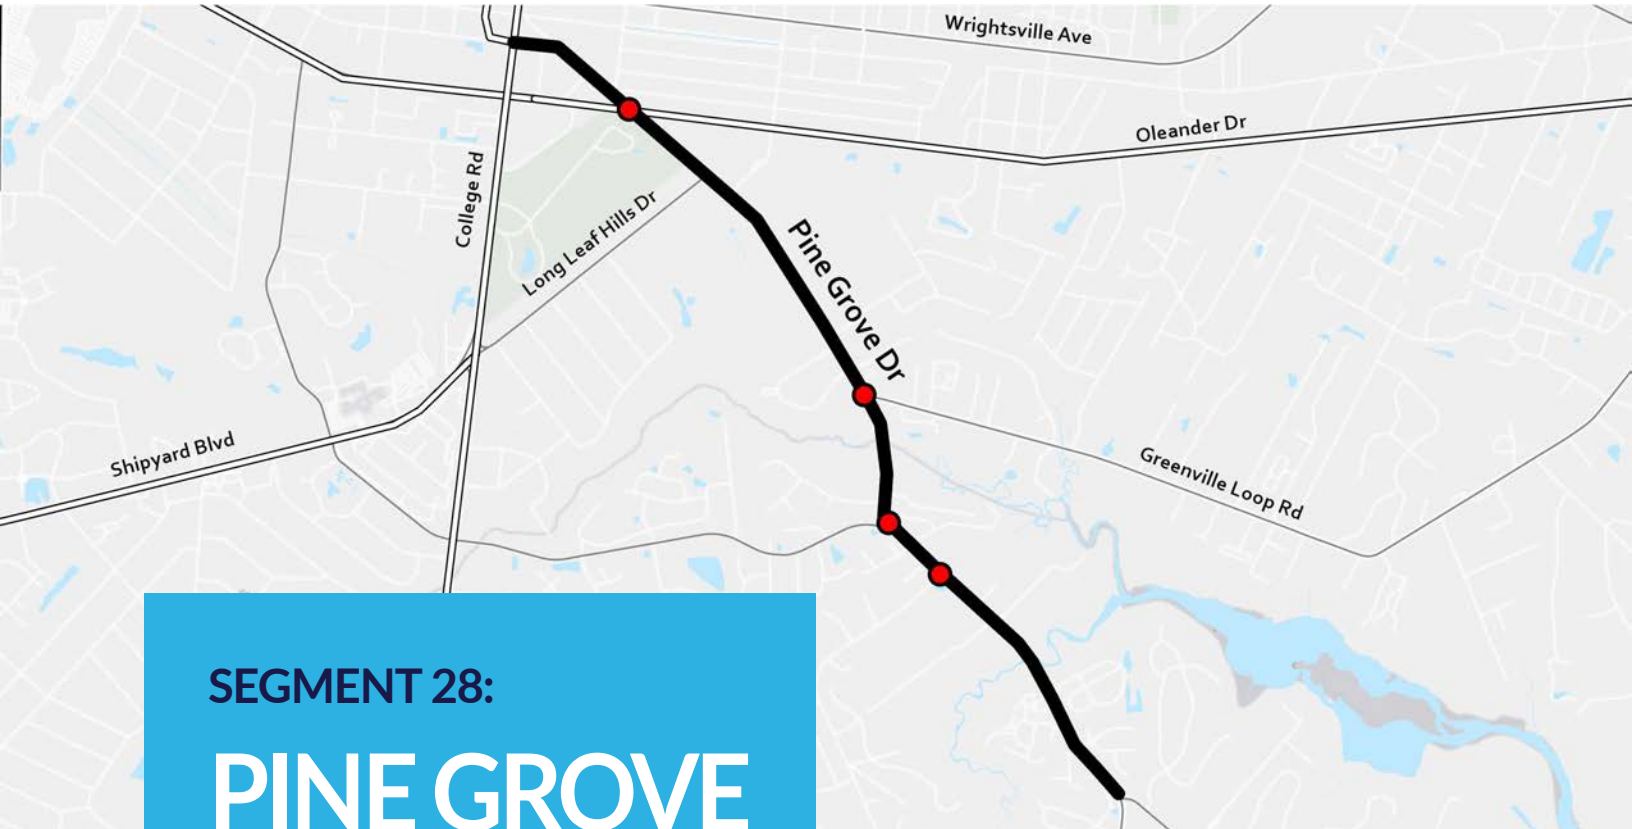 Wrightsville Ave
Oleander Dr
College Rd
Long Leaf Hills Dr
Pine Grove Dr
Shipyard Blvd
Greenville Loop Rd
SEGMENT 28:
PINE GROVE